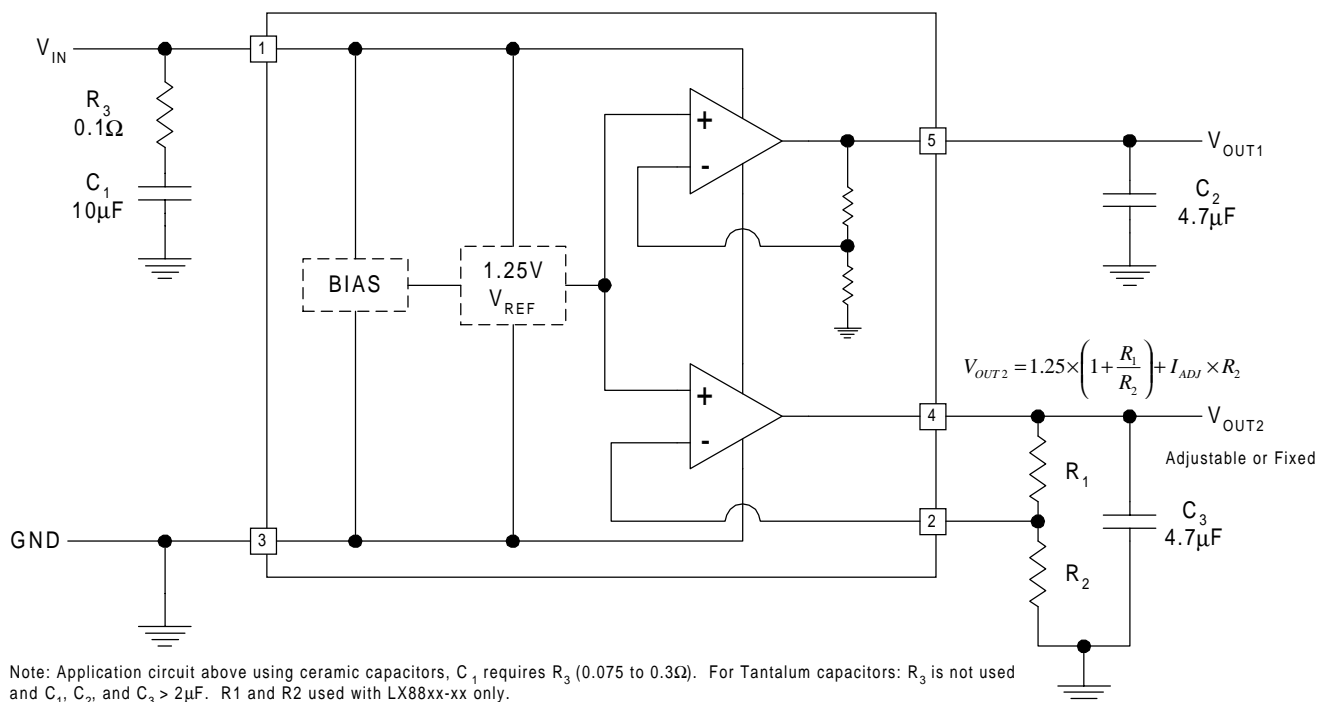 V_IN
1
R_3
0.1Ω
C_1
10µF
BIAS
1.25V
V_REF
+
-
5
V_OUT1
C_2
4.7µF
V_OUT2 = 1.25×(1+R_1/R_2)+I_ADJ×R_2
+
-
4
V_OUT2
Adjustable or Fixed
R_1
2
C_3
4.7µF
R_2
GND
3
Note: Application circuit above using ceramic capacitors, C_1 requires R_3 (0.075 to 0.3Ω). For Tantalum capacitors: R_3 is not used
and C_1, C_2, and C_3 > 2µF. R1 and R2 used with LX88xx-xx only.